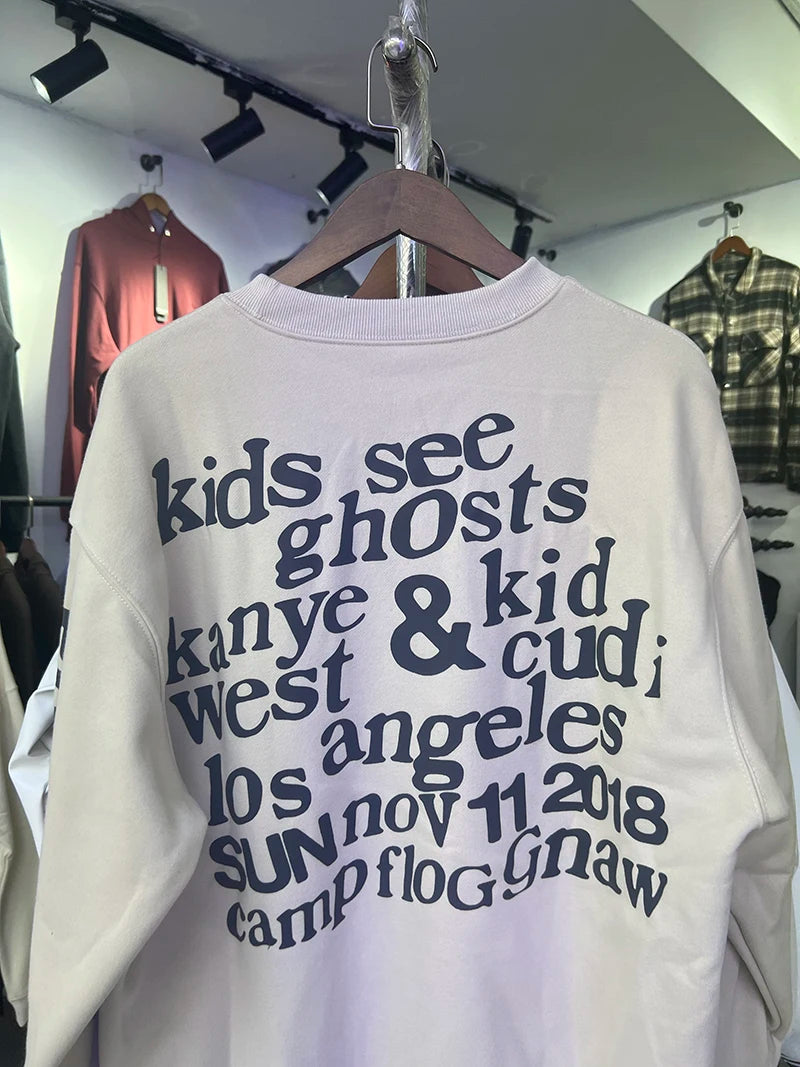 kids see
ghosts
kanye & kid
west cudi
los angeles
SUN nov 11 2018
camp floG Gnaw